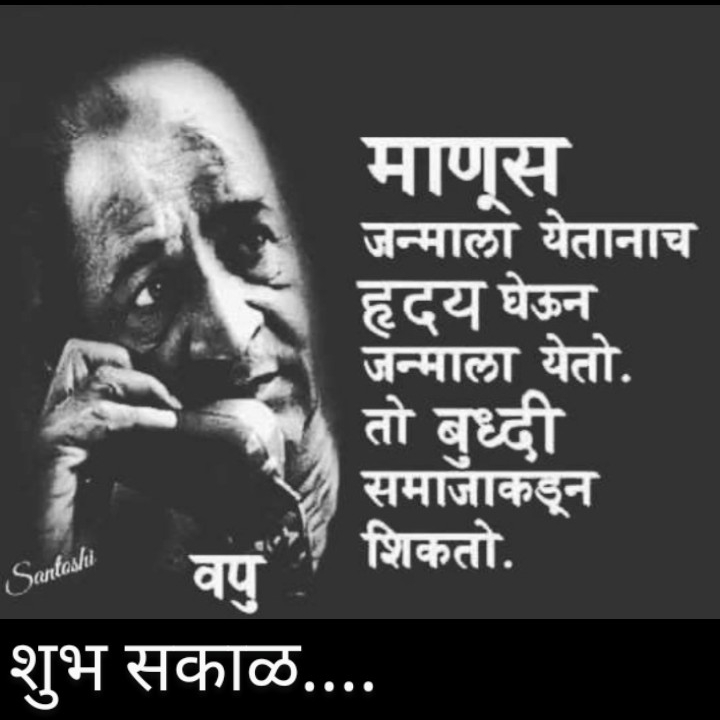 माणूस
जन्माला येतानाच
हृदय घेऊन
जन्माला येतो.
तो बुध्दी
समाजाकडून
शिकतो.
वपु
Santoshi
शुभ सकाळ....